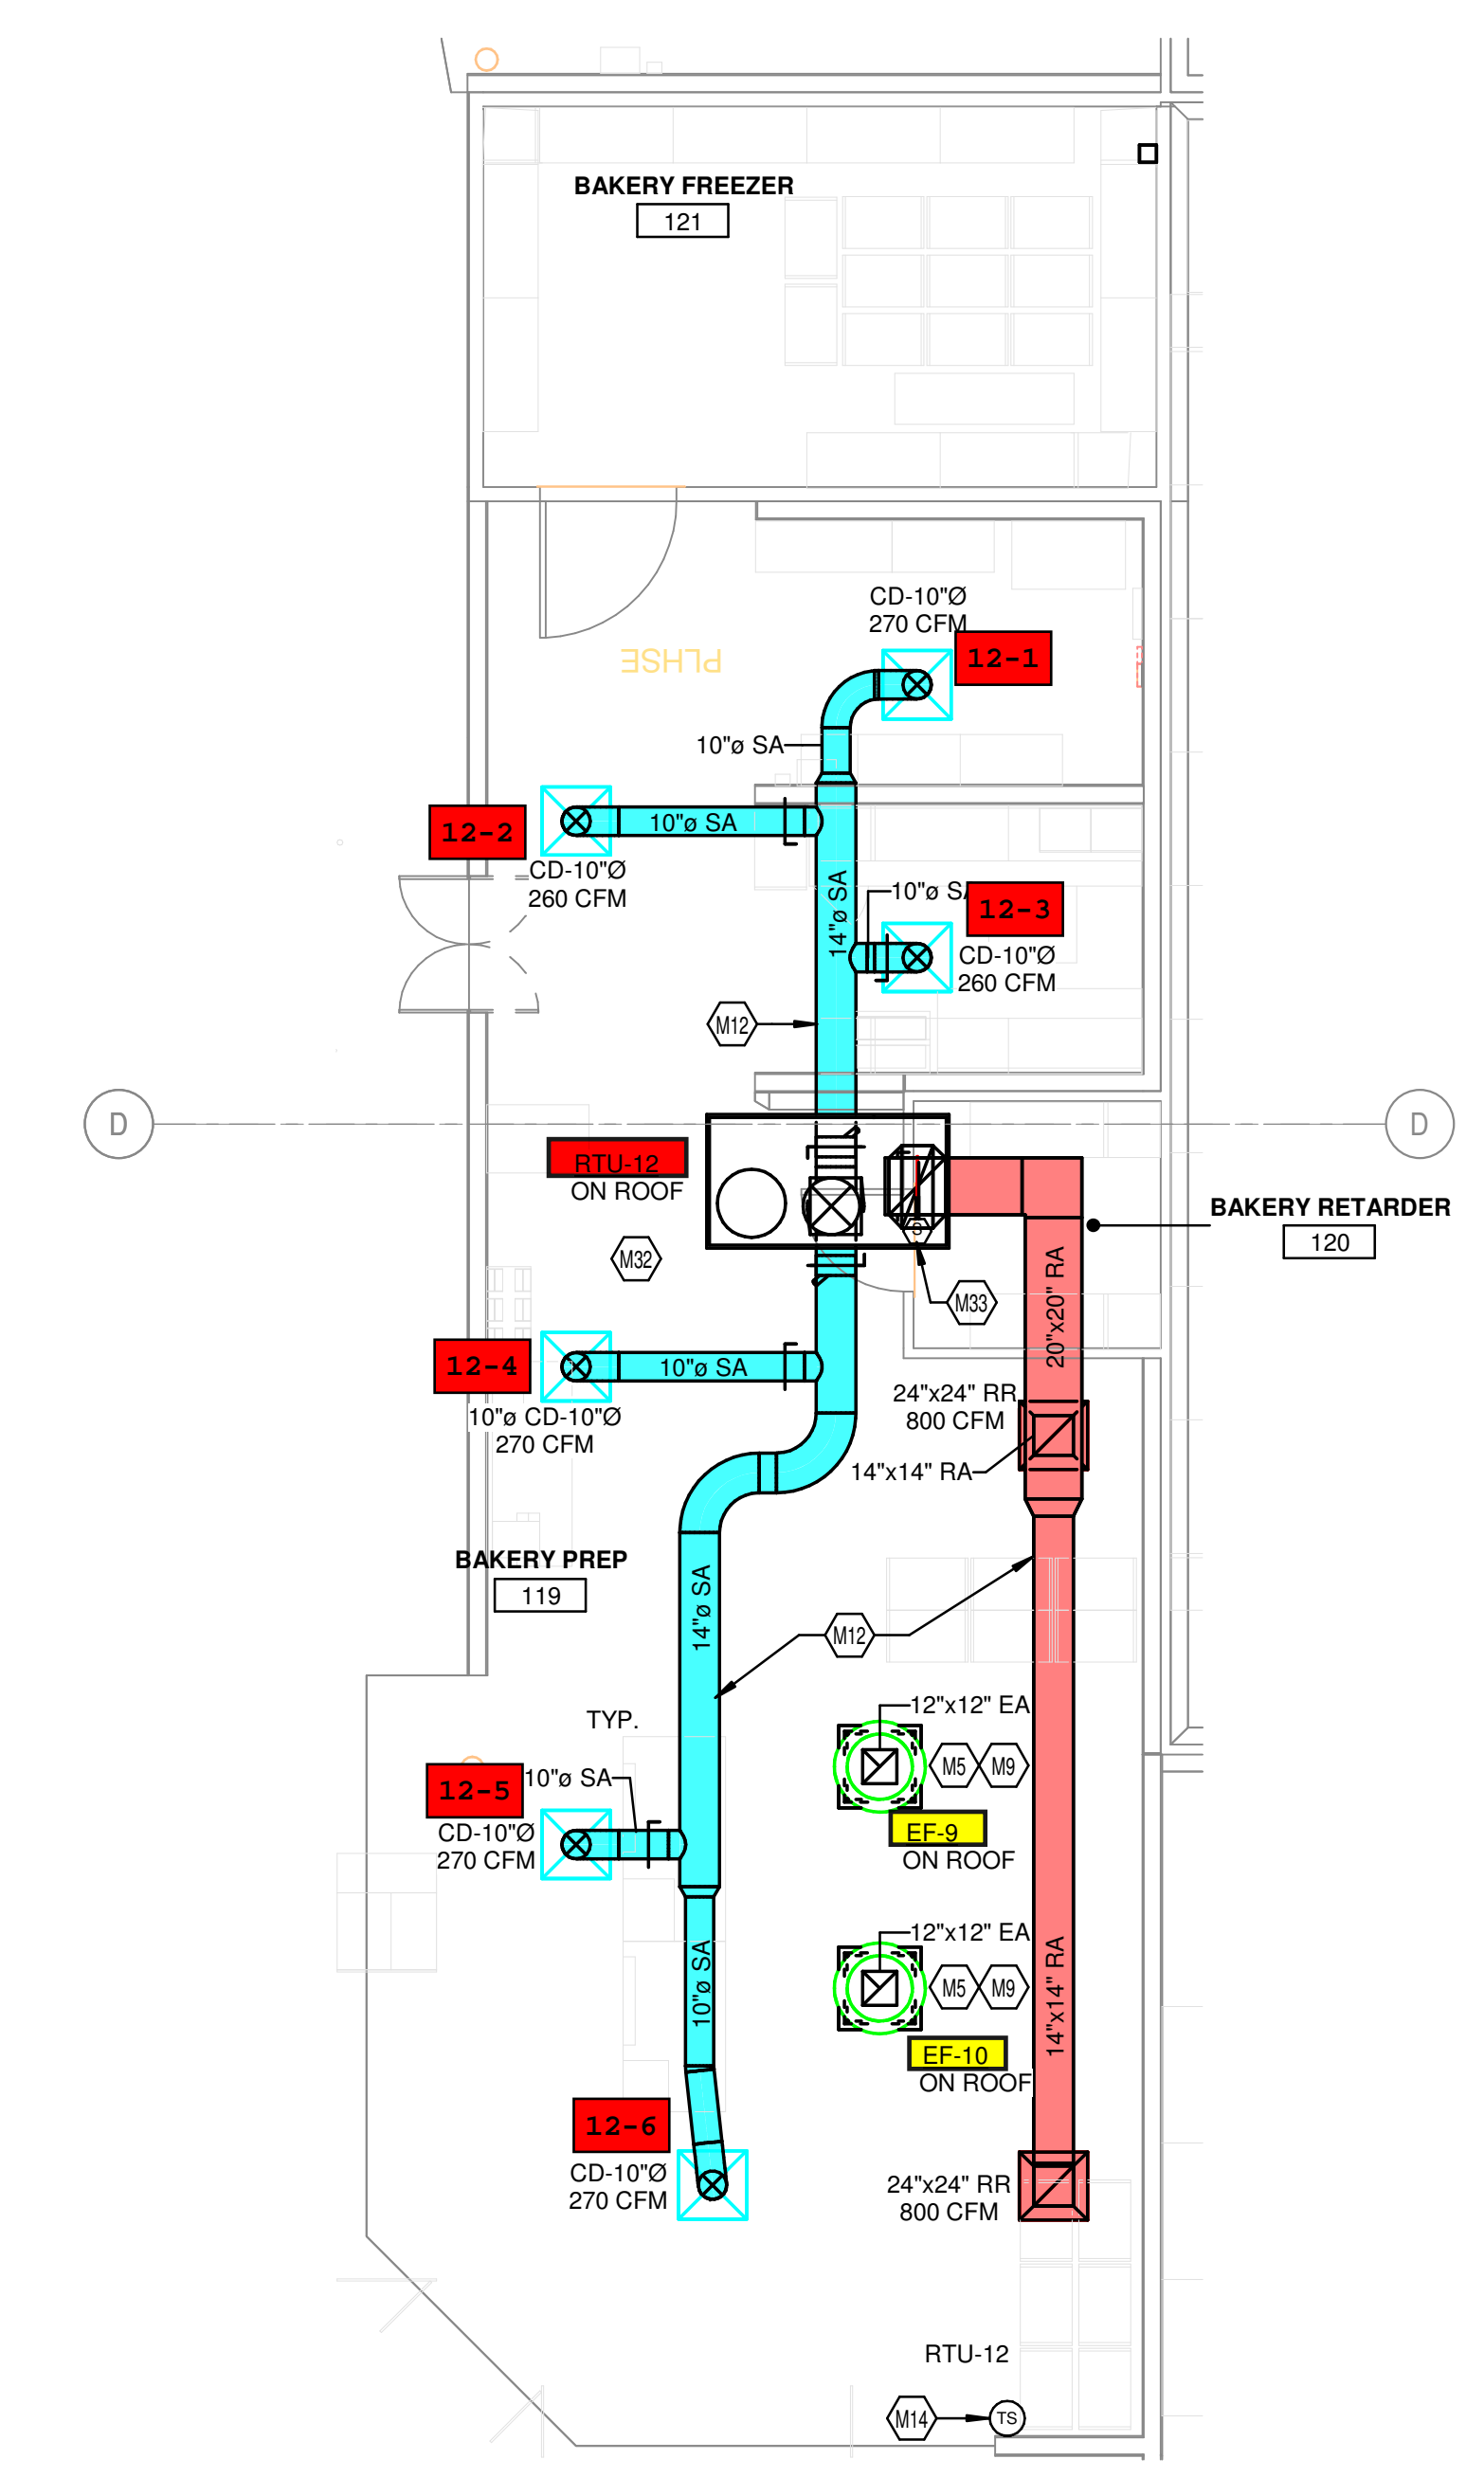 BAKERY FREEZER
121
CD-10"Ø
270 CFM
12-1
PLHSE
10"ø SA
12-2
10"ø SA
CD-10"Ø
260 CFM
14"ø SA
10"ø SA
12-3
CD-10"Ø
260 CFM
M12
D
D
RTU-12
ON ROOF
S
BAKERY RETARDER
120
M32
M33
20"x20" RA
12-4
10"ø SA
10"ø CD-10"Ø
270 CFM
24"x24" RR
800 CFM
14"x14" RA
BAKERY PREP
119
14"ø SA
M12
TYP.
12"x12" EA
M5
M9
12-5
10"ø SA
CD-10"Ø
270 CFM
EF-9
ON ROOF
12"x12" EA
M5
M9
10"ø SA
14"x14" RA
EF-10
ON ROOF
12-6
CD-10"Ø
270 CFM
24"x24" RR
800 CFM
RTU-12
M14
TS